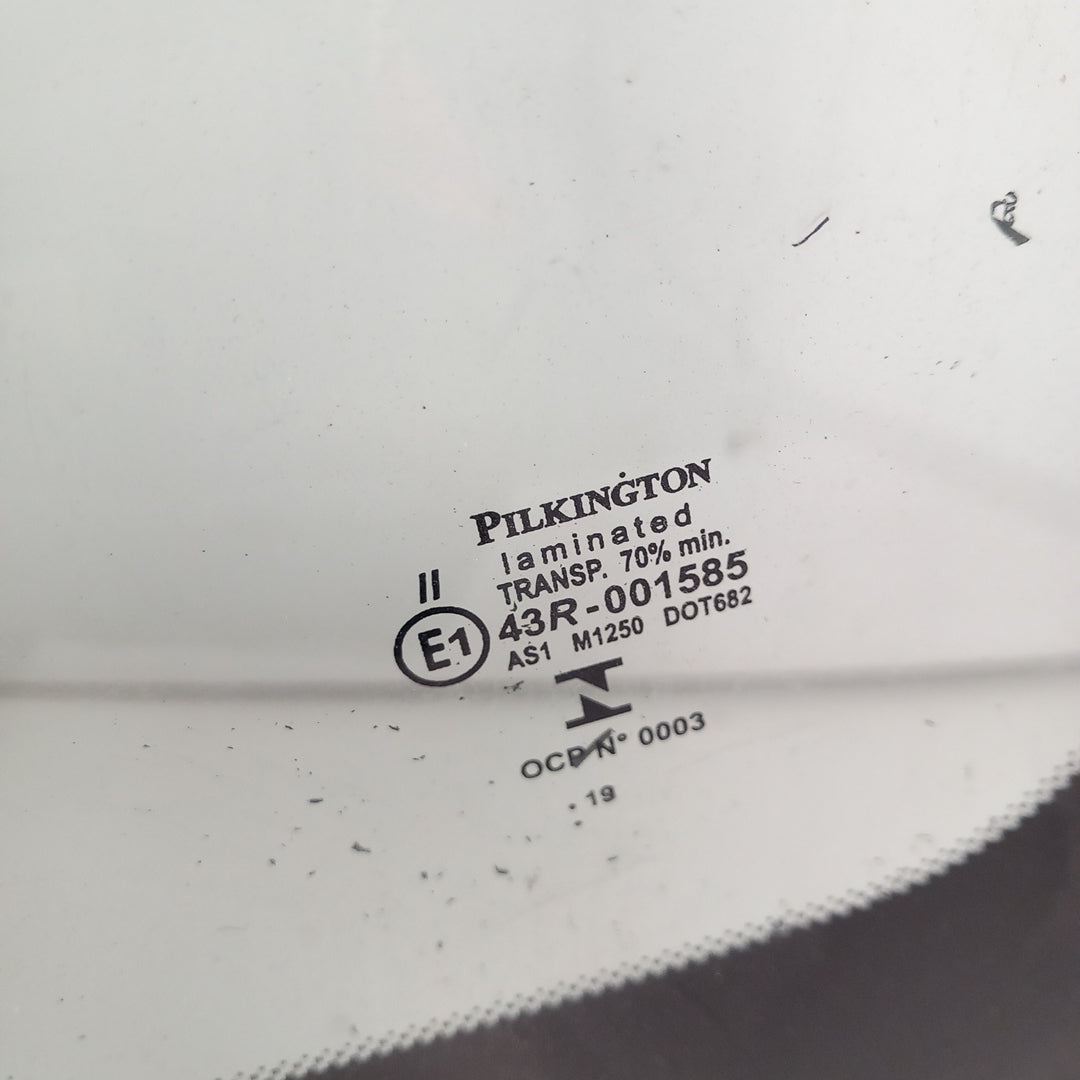 PILKINGTON
laminated
TRANSP. 70% min.
II
E1 43R-001585
AS1 M1250 DOT682
OCP N° 0003
. 19